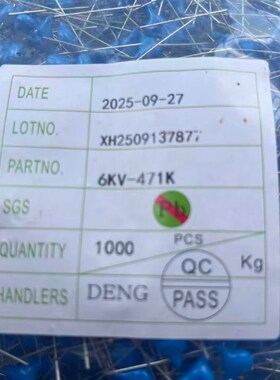 DATE 2025-09-27
LOTNO. XH2509137877
PARTNO. 6KV-471K
SGS Pb
QUANTITY 1000 PCS Kg
HANDLERS DENG QC PASS